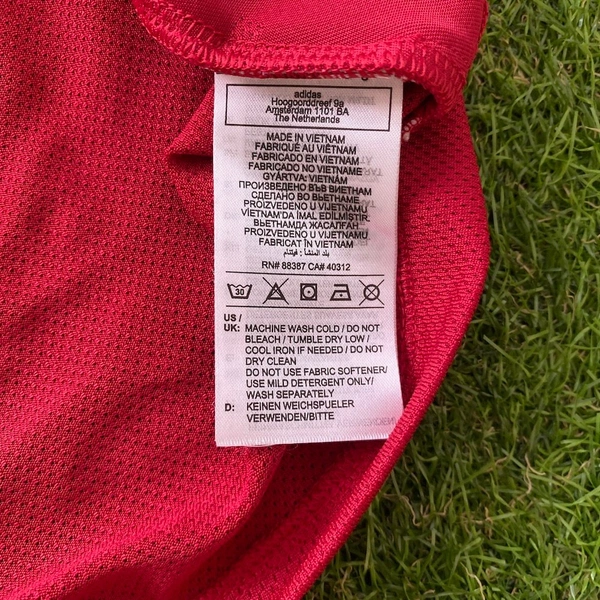 adidas
Hoogoorddreef 9a
Amsterdam 1101 BA
The Netherlands
MADE IN VIETNAM
FABRIQUÉ AU VIÊTNAM
FABRICADO EN VIETNAM
FABRICADO NO VIETNAME
GYÁRTVA: VIETNÁM
ПРОИЗВЕДЕНО ВЪВ ВИЕТНАМ
СДЕЛАНО ВО ВЬЕТНАМЕ
PROIZVEDENO U VIJETNAMU
VİETNAM'DA İMAL EDİLMİŞTİR.
ВЬЕТНАМДА ЖАСАЛҒАН
PROIZVEDENO U VIJETNAMU
FABRICAT ÎN VIETNAM
بلد المنشأ : فيتنام
RN# 88387 CA# 40312
30
US /
UK: MACHINE WASH COLD / DO NOT
BLEACH / TUMBLE DRY LOW /
COOL IRON IF NEEDED / DO NOT
DRY CLEAN
DO NOT USE FABRIC SOFTENER/
USE MILD DETERGENT ONLY/
WASH SEPARATELY
D: KEINEN WEICHSPUELER
VERWENDEN/BITTE